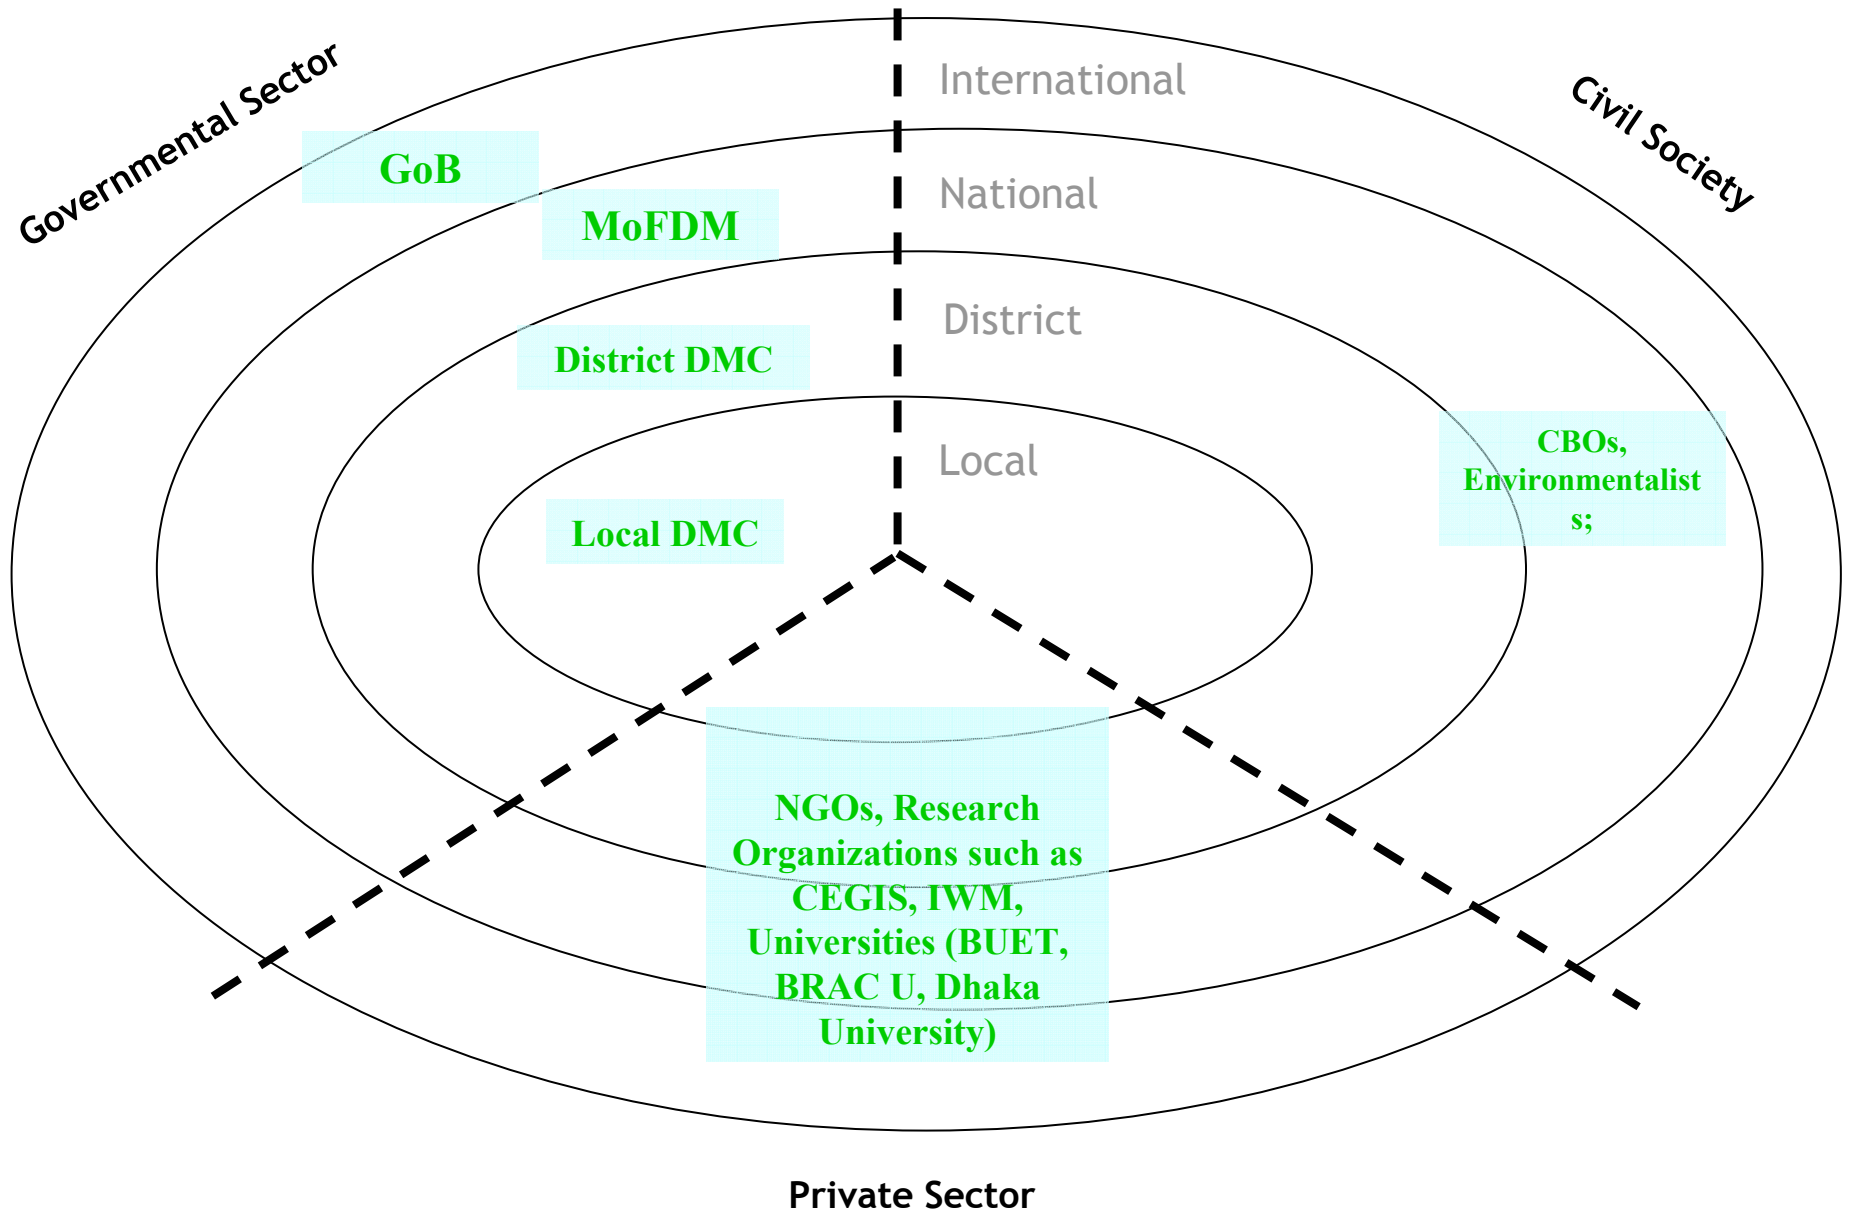 Governmental Sector
International
Civil Society
GoB
National
MoFDM
District
District DMC
CBOs,
Environmentalist
s;
Local
Local DMC
NGOs, Research
Organizations such as
CEGIS, IWM,
Universities (BUET,
BRAC U, Dhaka
University)
Private Sector